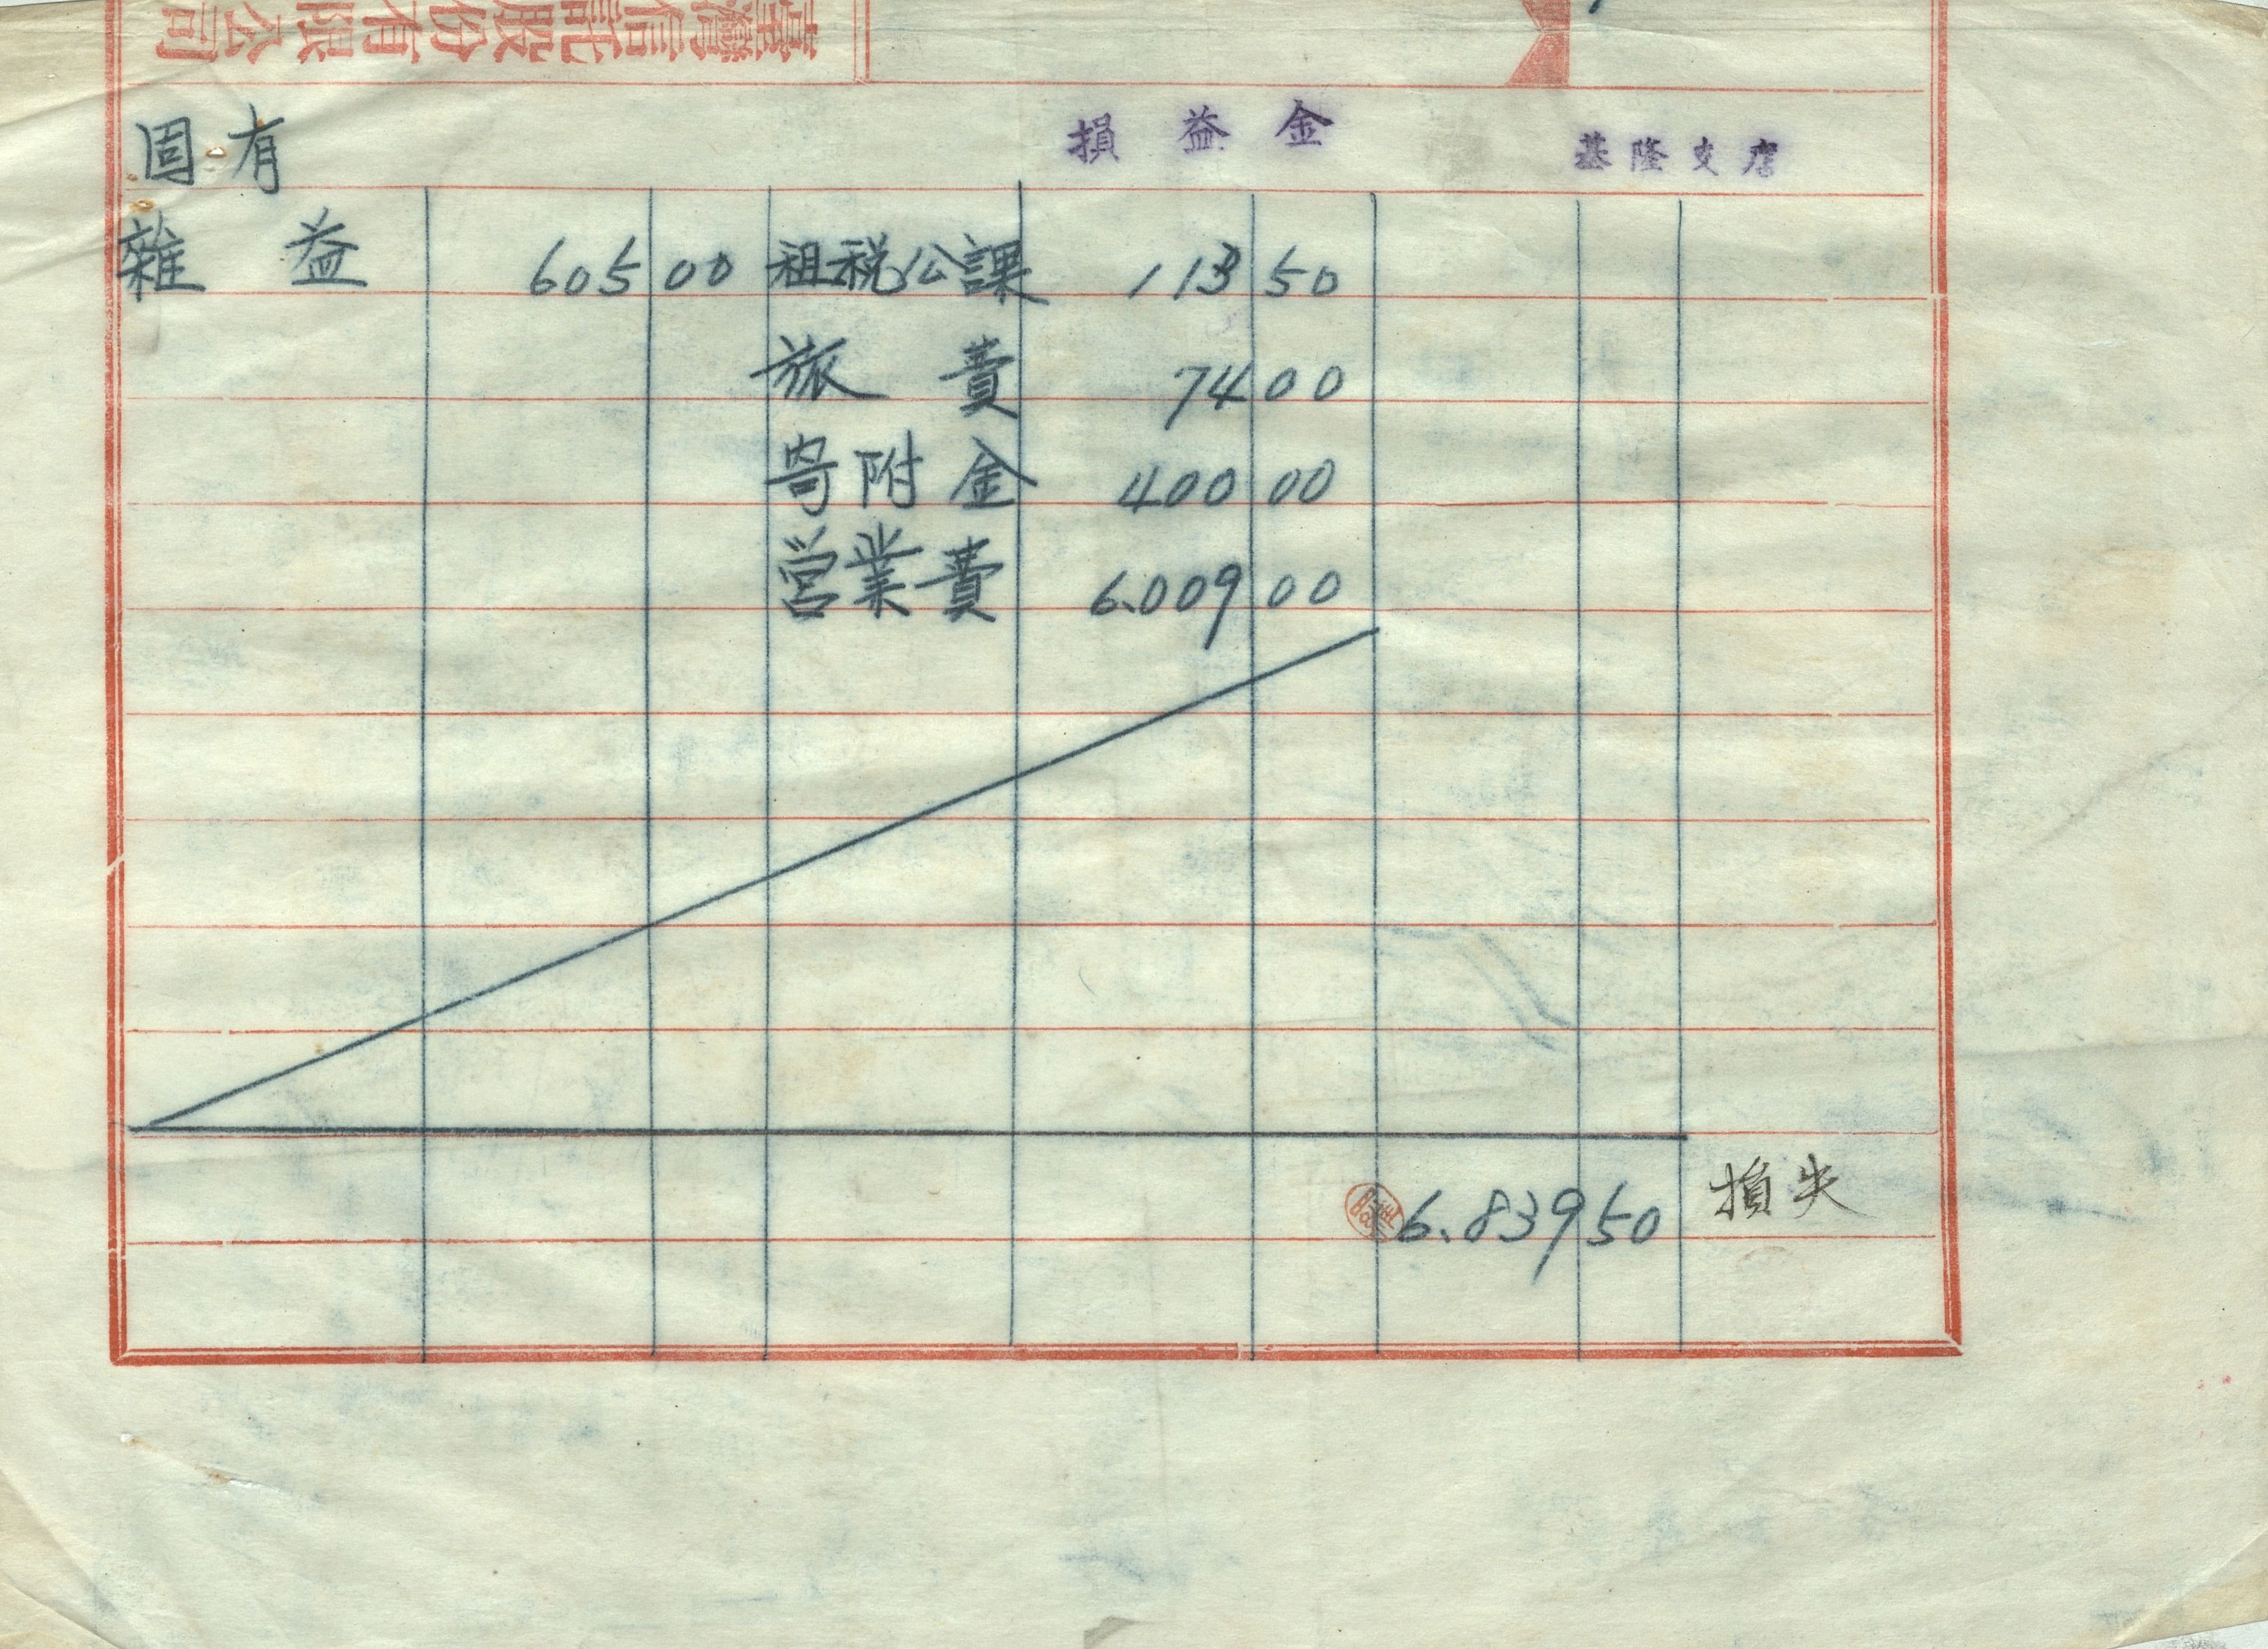 臺灣信託股份有限公司
固有 損益金 基隆支店
雜益 605 00 租税公課 113 50
旅費 74 00
寄附金 400 00
営業費 6.009 00
6.839 50 損失